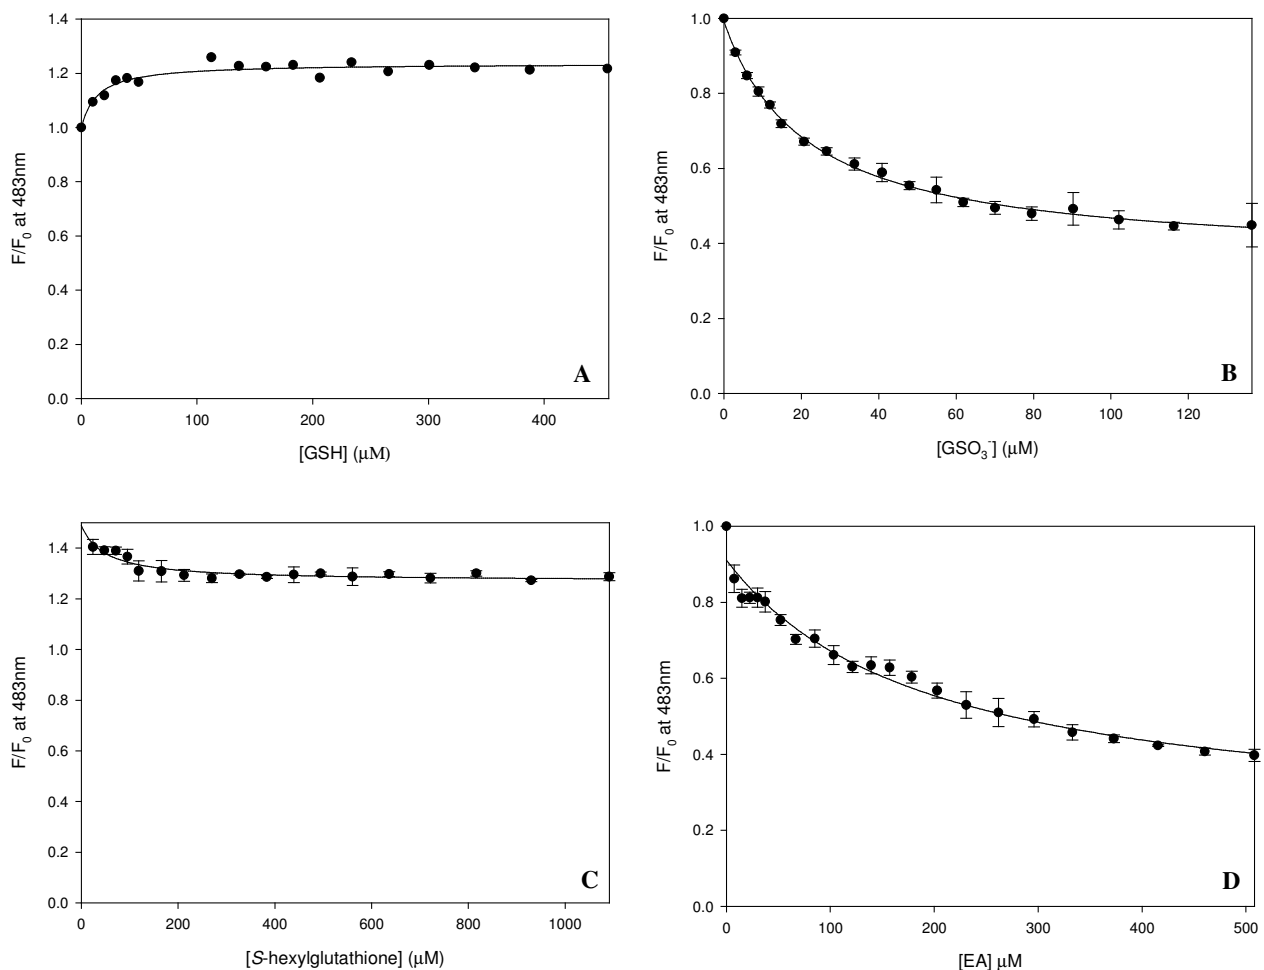 1.4
1.2
1.0
0.8
0.6
0.4
0.2
0.0
F/F0 at 483nm
0 100 200 300 400
[GSH] (μM)
A
1.0
0.8
0.6
0.4
0.2
0.0
F/F0 at 483nm
0 20 40 60 80 100 120
[GSO3-] (μM)
B
1.4
1.2
1.0
0.8
0.6
0.4
0.2
0.0
F/F0 at 483nm
0 200 400 600 800 1000
[S-hexylglutathione] (μM)
C
1.0
0.8
0.6
0.4
0.2
0.0
F/F0 at 483nm
0 100 200 300 400 500
[EA] μM
D